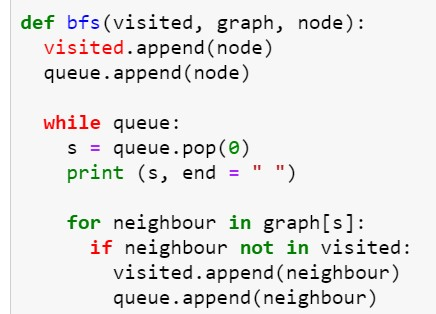 def bfs(visited, graph, node):
  visited.append(node)
  queue.append(node)

  while queue:
    s = queue.pop(0)
    print (s, end = " ")

    for neighbour in graph[s]:
      if neighbour not in visited:
        visited.append(neighbour)
        queue.append(neighbour)